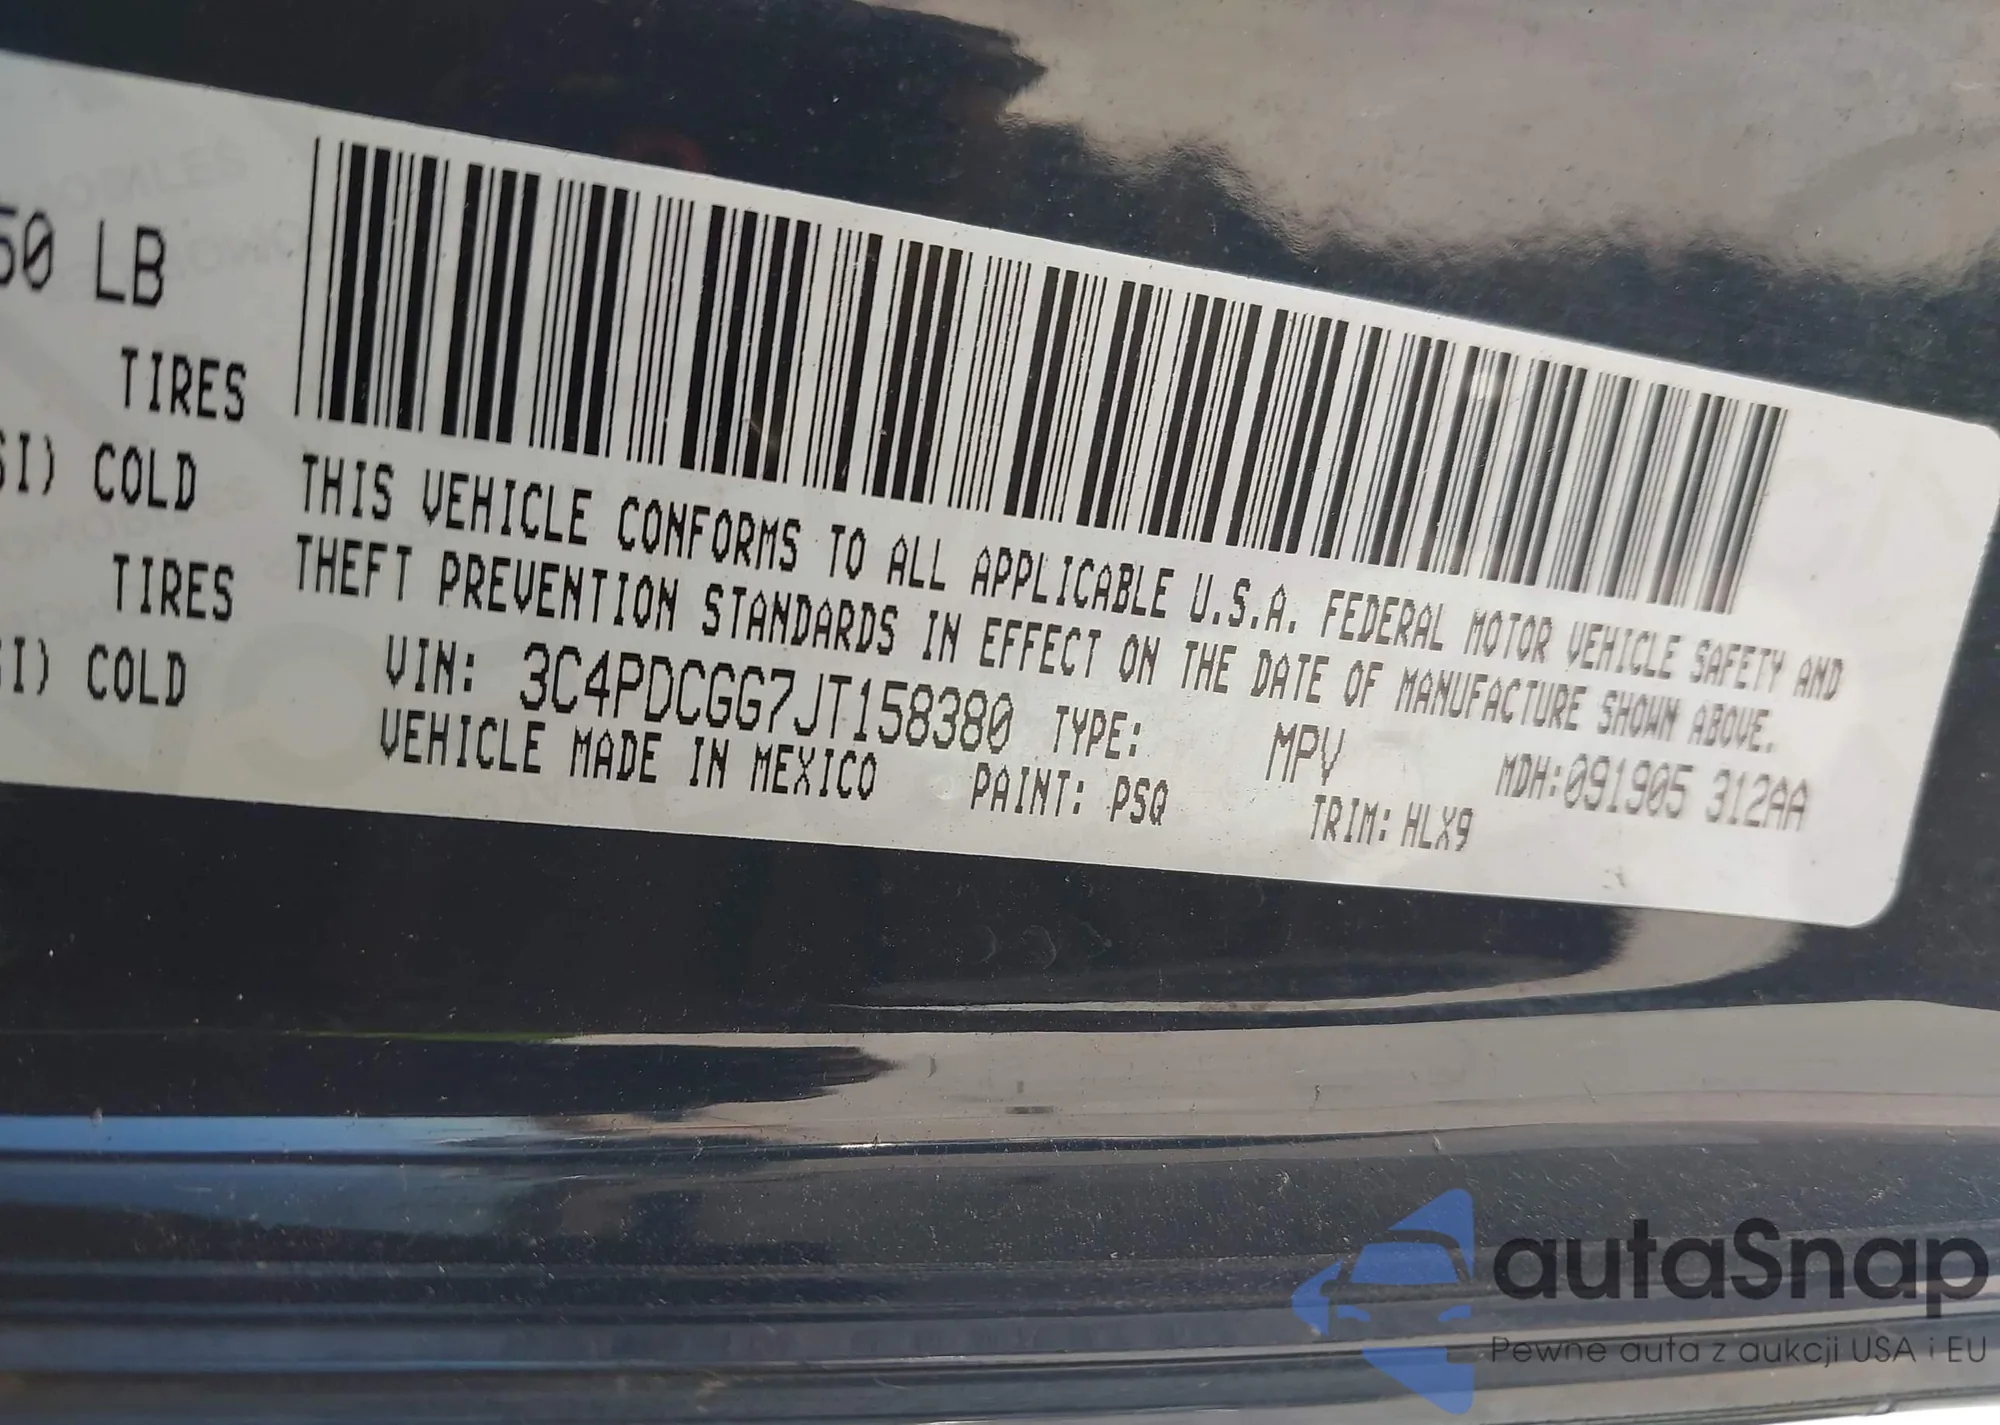 50 LB
TIRES
SI) COLD
TIRES
SI) COLD
THIS VEHICLE CONFORMS TO ALL APPLICABLE U.S.A. FEDERAL MOTOR VEHICLE SAFETY AND
THEFT PREVENTION STANDARDS IN EFFECT ON THE DATE OF MANUFACTURE SHOWN ABOVE.
VIN: 3C4PDCGG7JT158380 TYPE: MPV MDH:091905 312AA
VEHICLE MADE IN MEXICO PAINT: PSQ TRIM: HLX9
autaSnap
Pewne auta z aukcji USA i EU